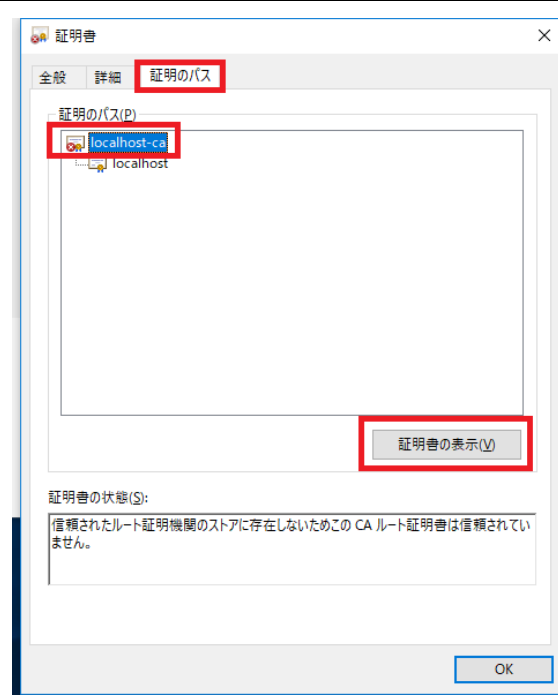 証明書
全般 詳細 証明のパス
証明のパス(P)
localhost-ca
localhost
証明書の表示(V)
証明書の状態(S):
信頼されたルート証明機関のストアに存在しないためこの CA ルート証明書は信頼されてい
ません。
OK